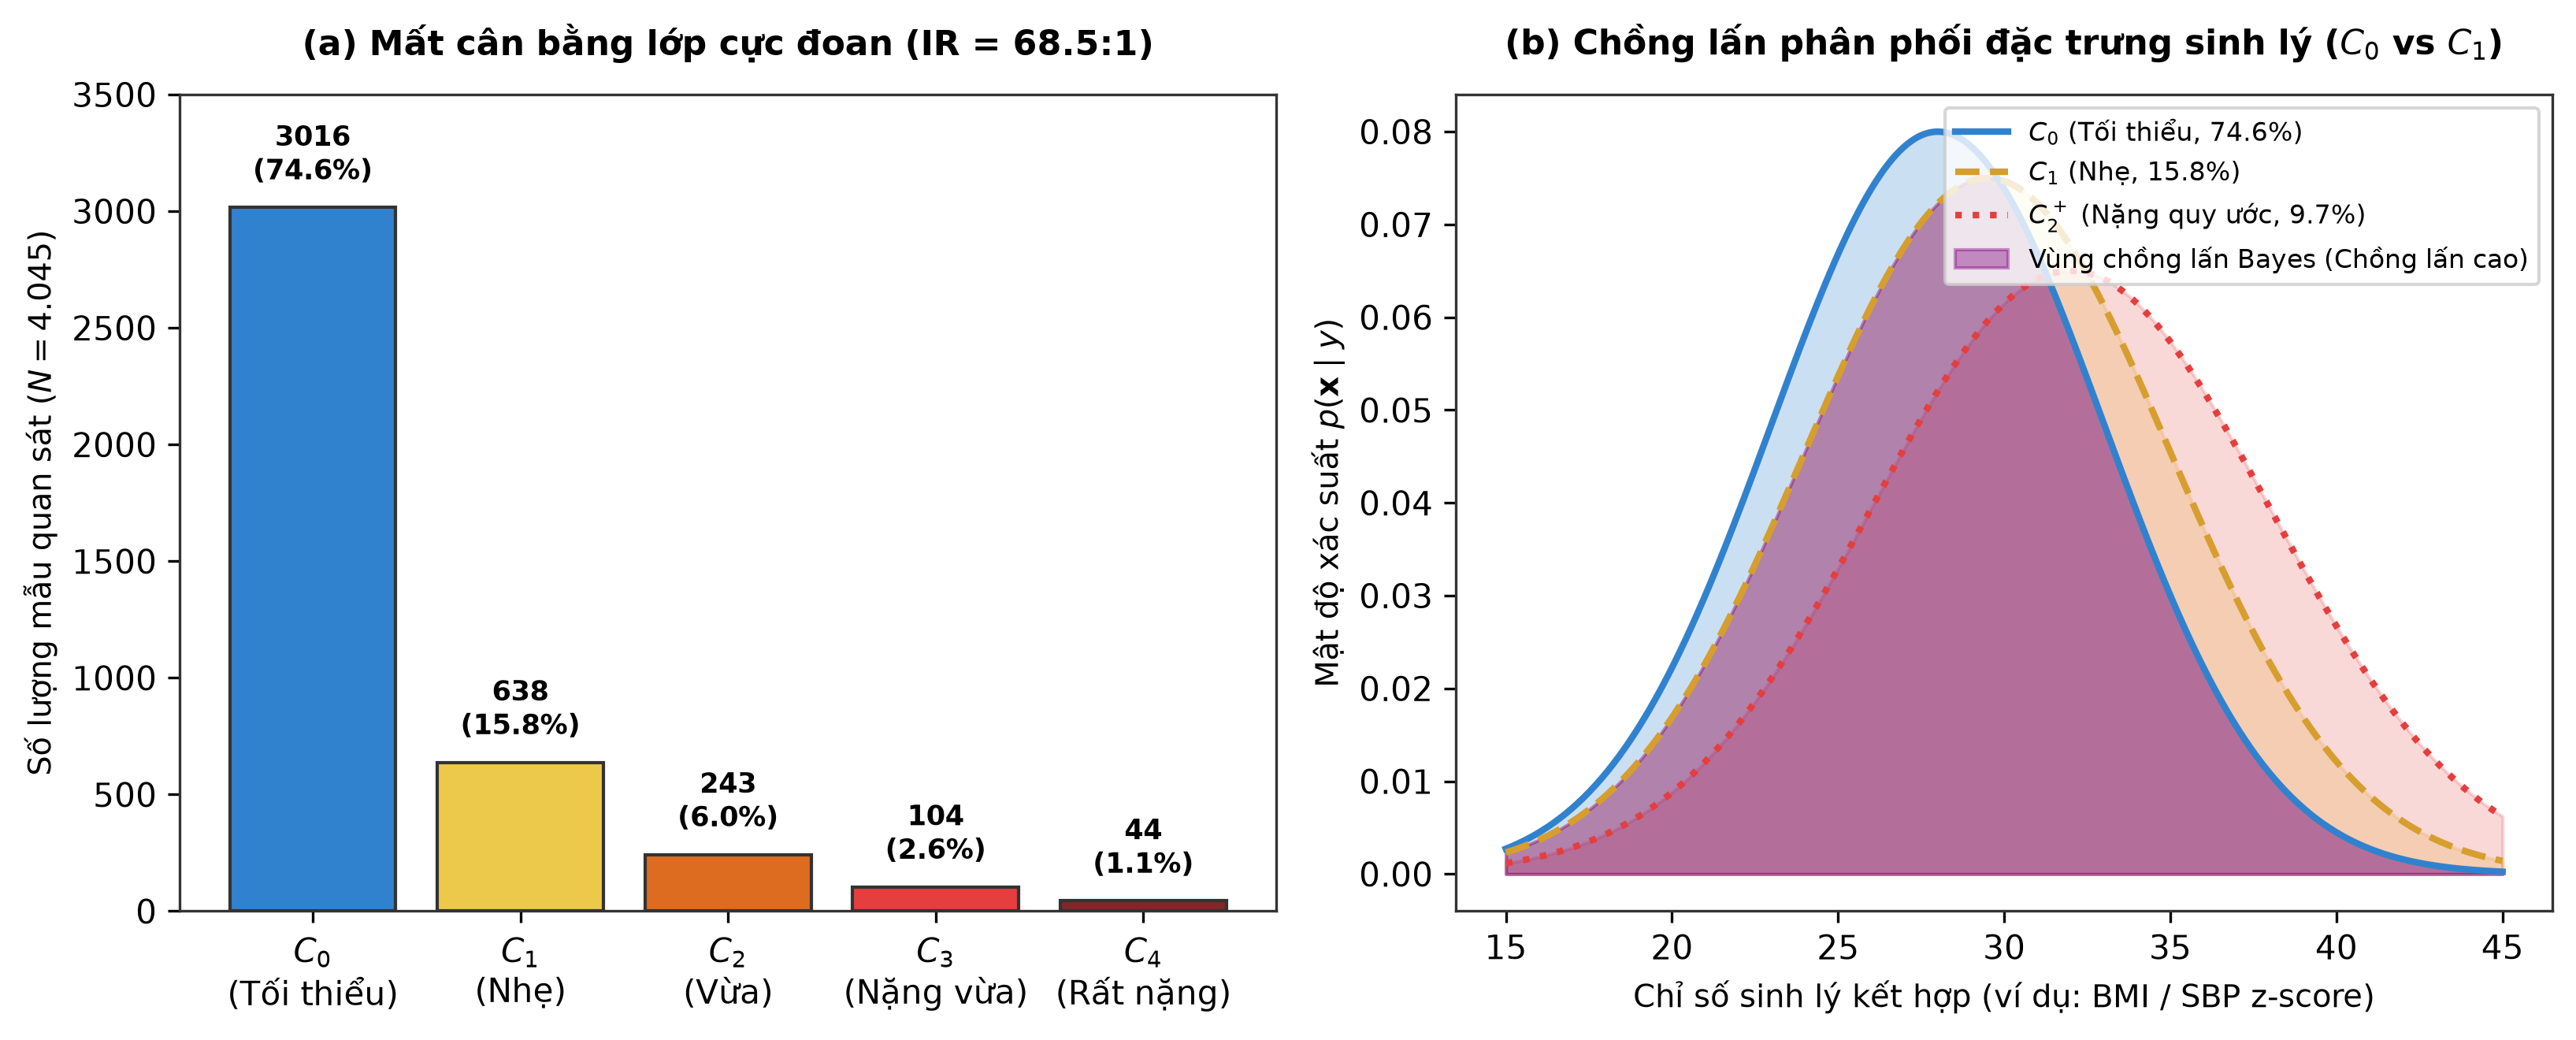 (a) Mất cân bằng lớp cực đoan (IR = 68.5:1)
Số lượng mẫu quan sát (N = 4.045)
3500
3000
2500
2000
1500
1000
500
0
3016
(74.6%)
638
(15.8%)
243
(6.0%)
104
(2.6%)
44
(1.1%)
C₀
(Tối thiểu)
C₁
(Nhẹ)
C₂
(Vừa)
C₃
(Nặng vừa)
C₄
(Rất nặng)
(b) Chồng lấn phân phối đặc trưng sinh lý (C₀ vs C₁)
Mật độ xác suất p(x | y)
0.08
0.07
0.06
0.05
0.04
0.03
0.02
0.01
0.00
C₀ (Tối thiểu, 74.6%)
C₁ (Nhẹ, 15.8%)
C₂⁺ (Nặng quy ước, 9.7%)
Vùng chồng lấn Bayes (Chồng lấn cao)
15 20 25 30 35 40 45
Chỉ số sinh lý kết hợp (ví dụ: BMI / SBP z-score)